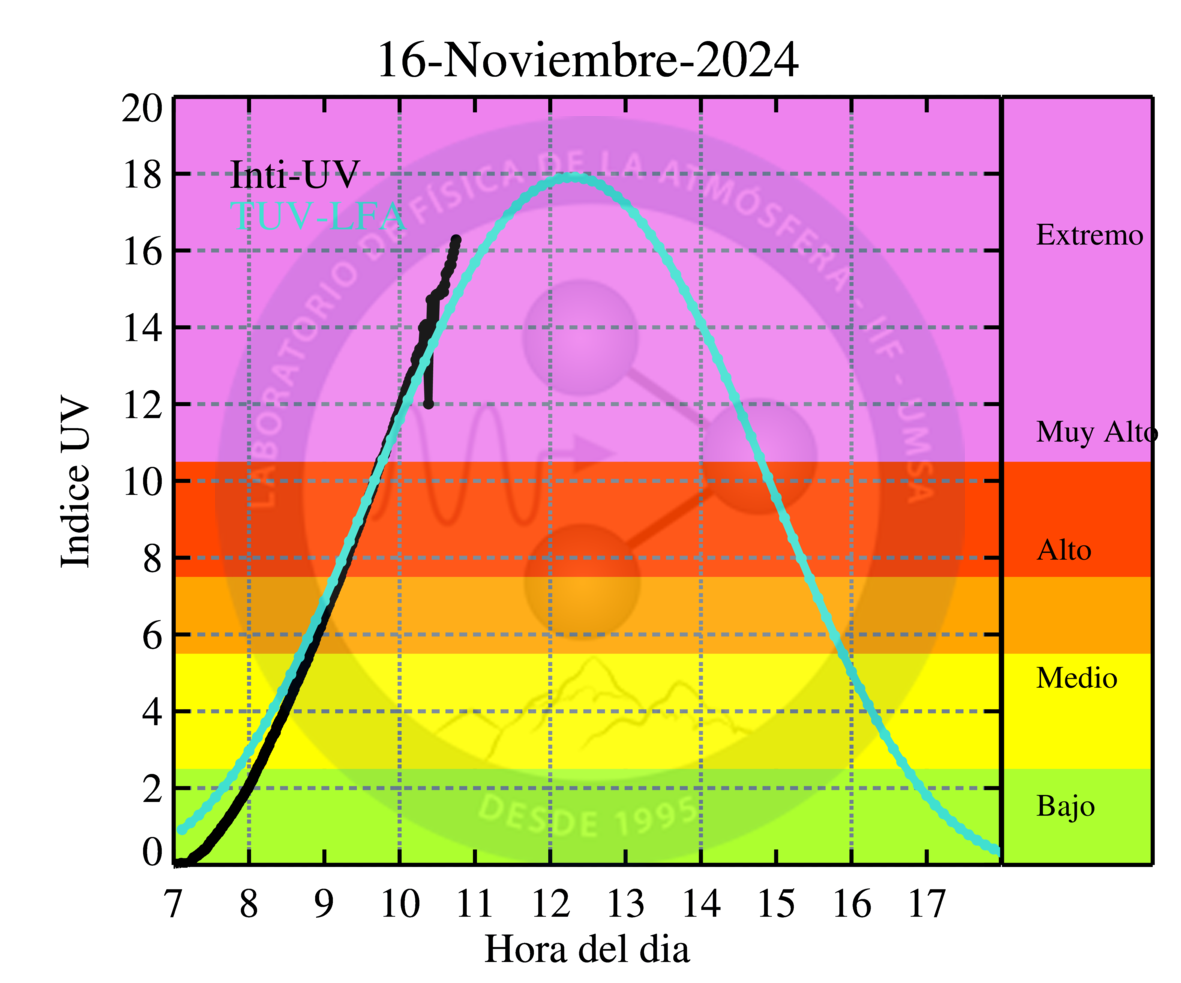 16-Noviembre-2024
Inti-UV
TUV-LFA
Indice UV
20
18
16
14
12
10
8
6
4
2
0
7 8 9 10 11 12 13 14 15 16 17
Hora del dia
Extremo
Muy Alto
Alto
Medio
Bajo
LABORATORIO DE FÍSICA DE LA ATMÓSFERA - IIF - UMSA
DESDE 1995